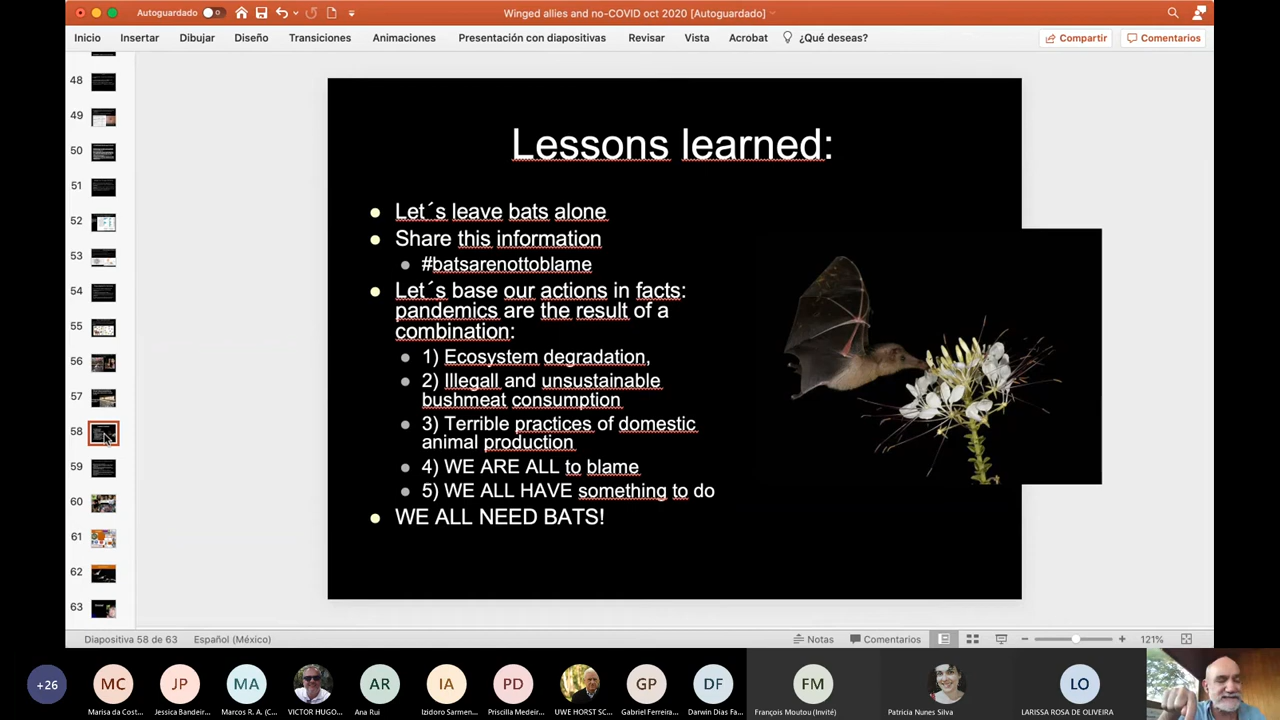 Autoguardado
Winged allies and no-COVID oct 2020 [Autoguardado]
Inicio Insertar Dibujar Diseño Transiciones Animaciones Presentación con diapositivas Revisar Vista Acrobat ¿Qué deseas? Compartir Comentarios
48
49
50
51
52
53
54
55
56
57
58
59
60
61
62
63
Lessons learned:
Let´s leave bats alone
Share this information
#batsarenottoblame
Let´s base our actions in facts:
pandemics are the result of a
combination:
1) Ecosystem degradation,
2) Illegall and unsustainable
bushmeat consumption
3) Terrible practices of domestic
animal production
4) WE ARE ALL to blame
5) WE ALL HAVE something to do
WE ALL NEED BATS!
Diapositiva 58 de 63 Español (México) Notas Comentarios 121%
+26 MC JP MA AR IA PD GP DF FM LO
Marisa da Cost... Jessica Bandeir... Marcos R. A. (C... VICTOR HUGO... Ana Rui Izidoro Sarmen... Priscilla Medeir... UWE HORST SC... Gabriel Ferreira... Darwin Dias Fa... François Moutou (Invité) Patricia Nunes Silva LARISSA ROSA DE OLIVEIRA